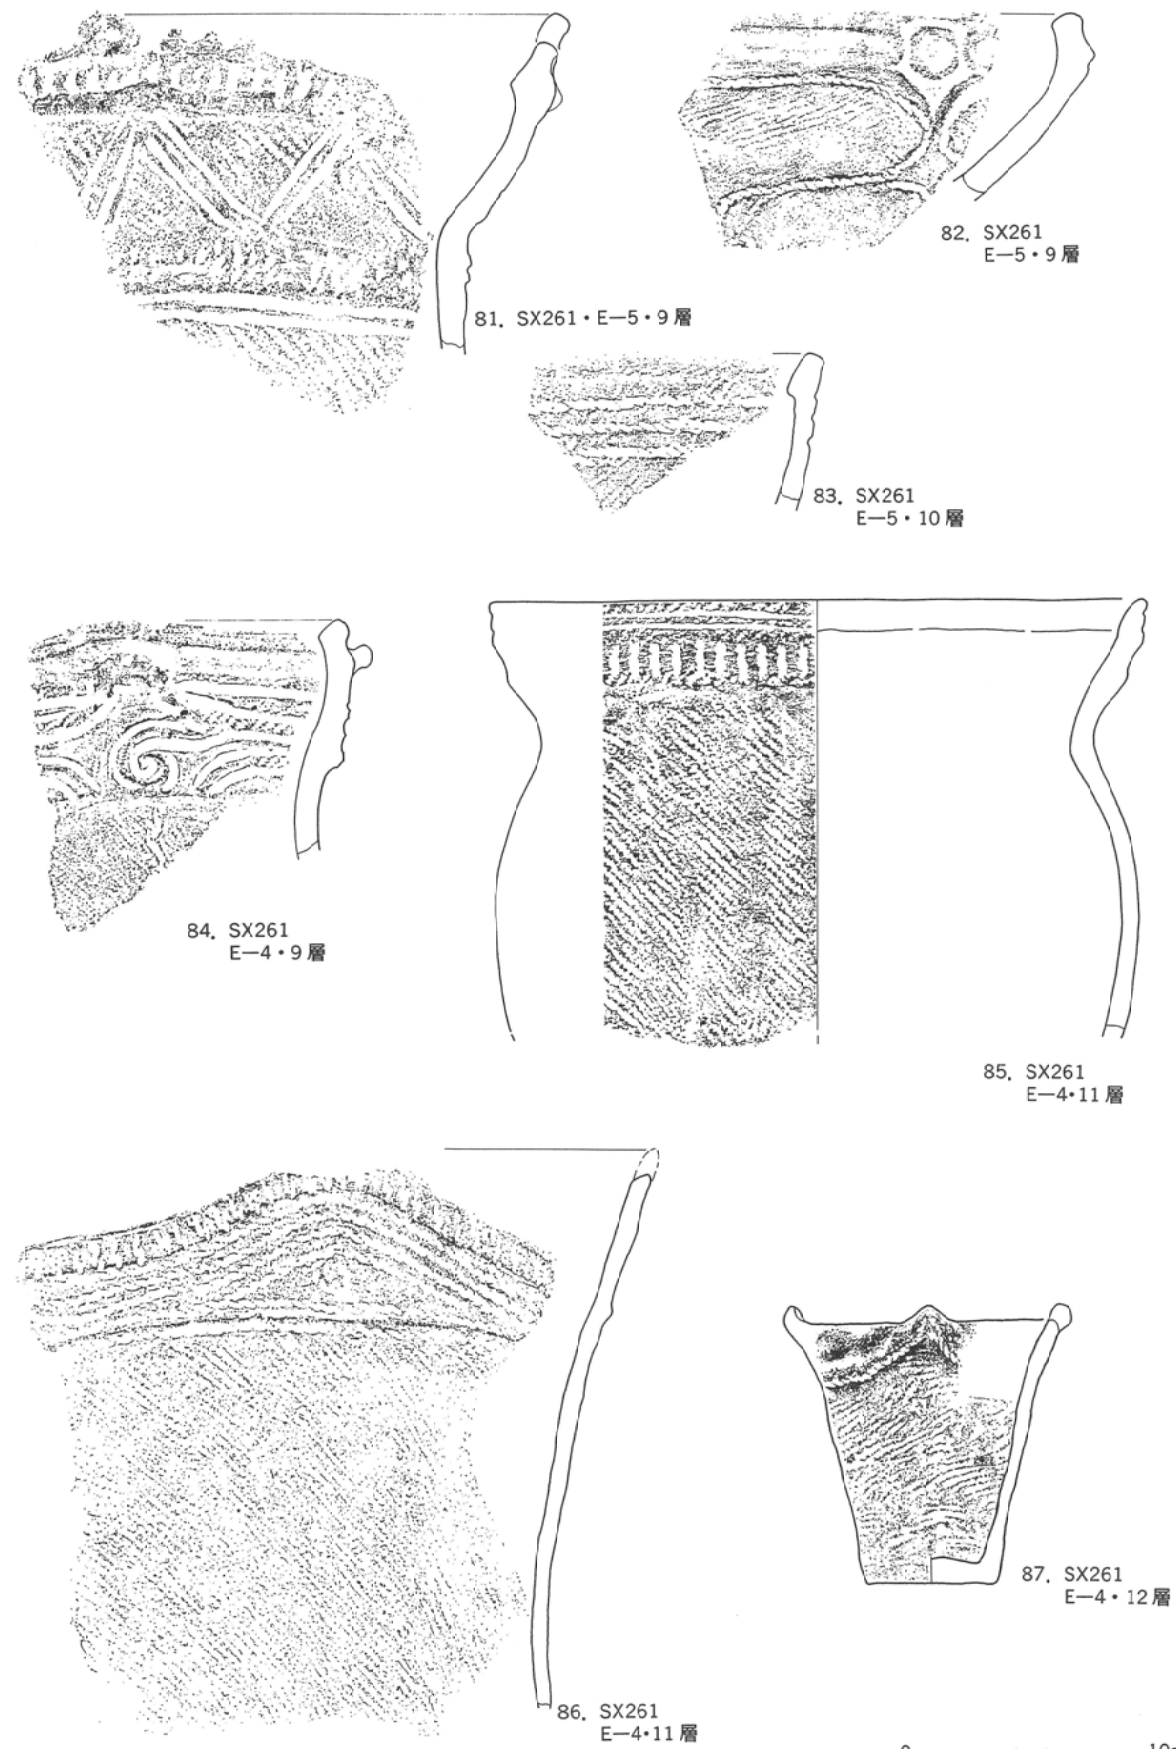 81. SX261・E—5・9層
82. SX261
E—5・9層
83. SX261
E—5・10層
84. SX261
E—4・9層
85. SX261
E—4・11層
86. SX261
E—4・11層
87. SX261
E—4・12層